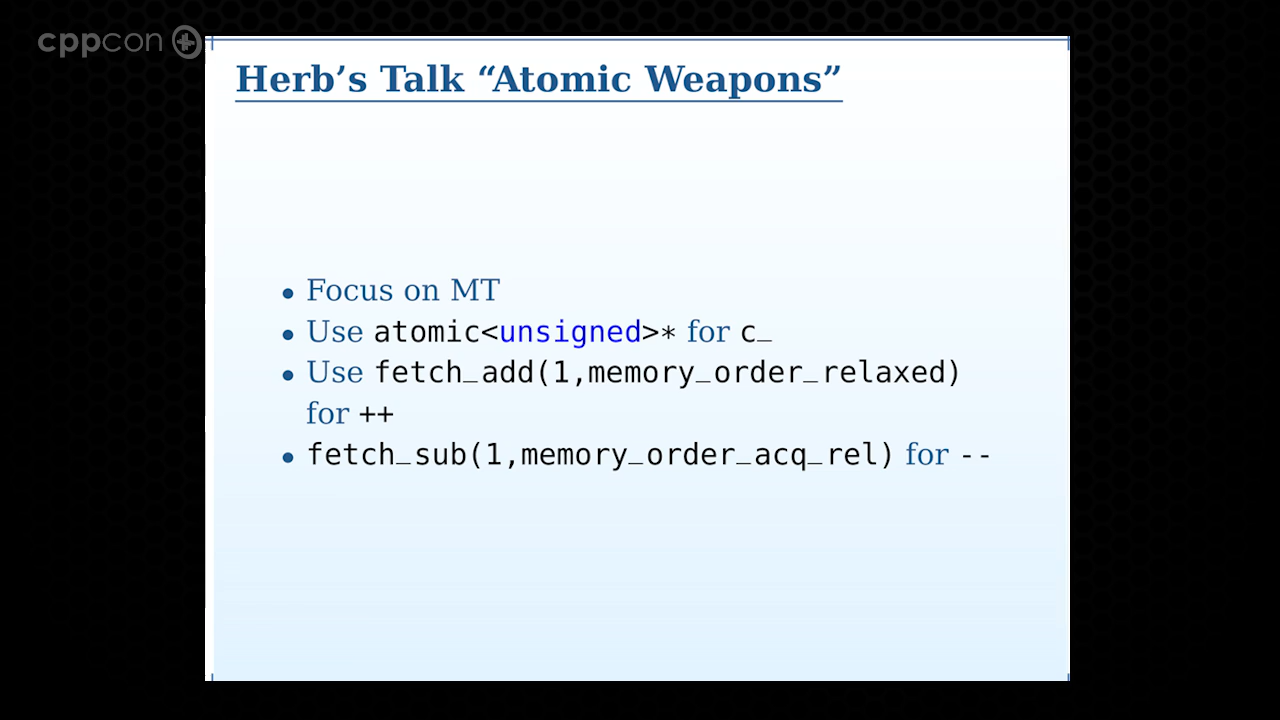 cppcon
Herb’s Talk “Atomic Weapons”
• Focus on MT
• Use atomic<unsigned>* for c_
• Use fetch_add(1,memory_order_relaxed)
for ++
• fetch_sub(1,memory_order_acq_rel) for --